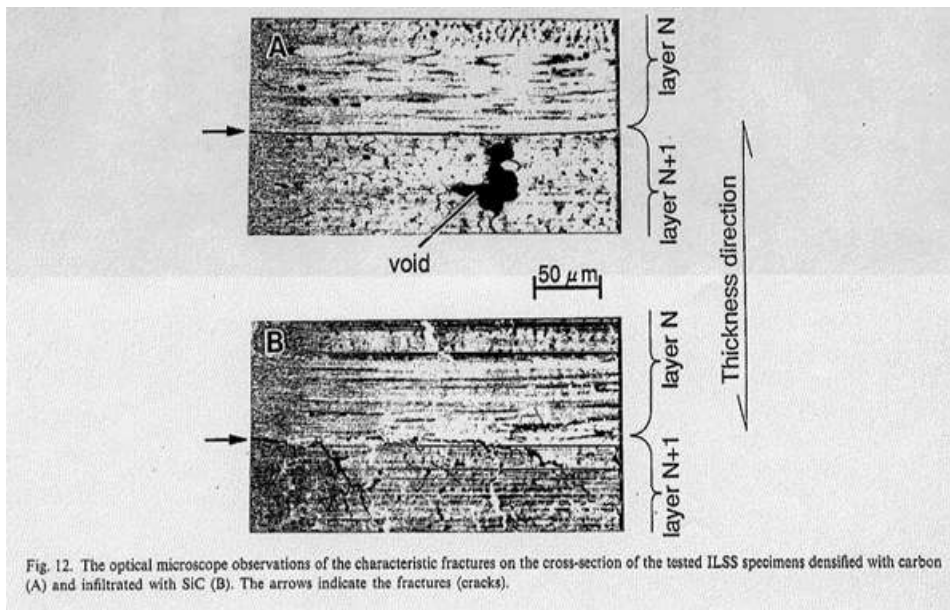 A
layer N
layer N+1
void
50 μm
Thickness direction
B
layer N
layer N+1
Fig. 12. The optical microscope observations of the characteristic fractures on the cross-section of the tested ILSS specimens densified with carbon
(A) and infiltrated with SiC (B). The arrows indicate the fractures (cracks).